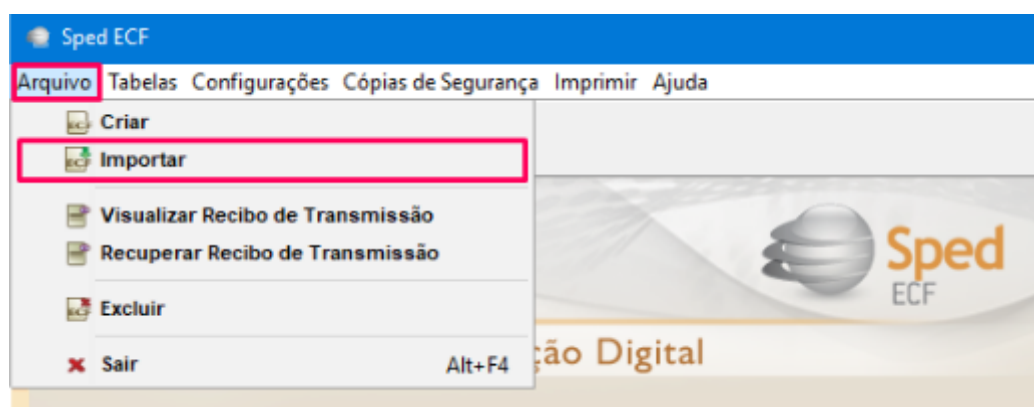 Sped ECF
Arquivo Tabelas Configurações Cópias de Segurança Imprimir Ajuda
Criar
Importar
Visualizar Recibo de Transmissão
Recuperar Recibo de Transmissão
Excluir
Sair Alt+F4
Sped
ECF
ção Digital